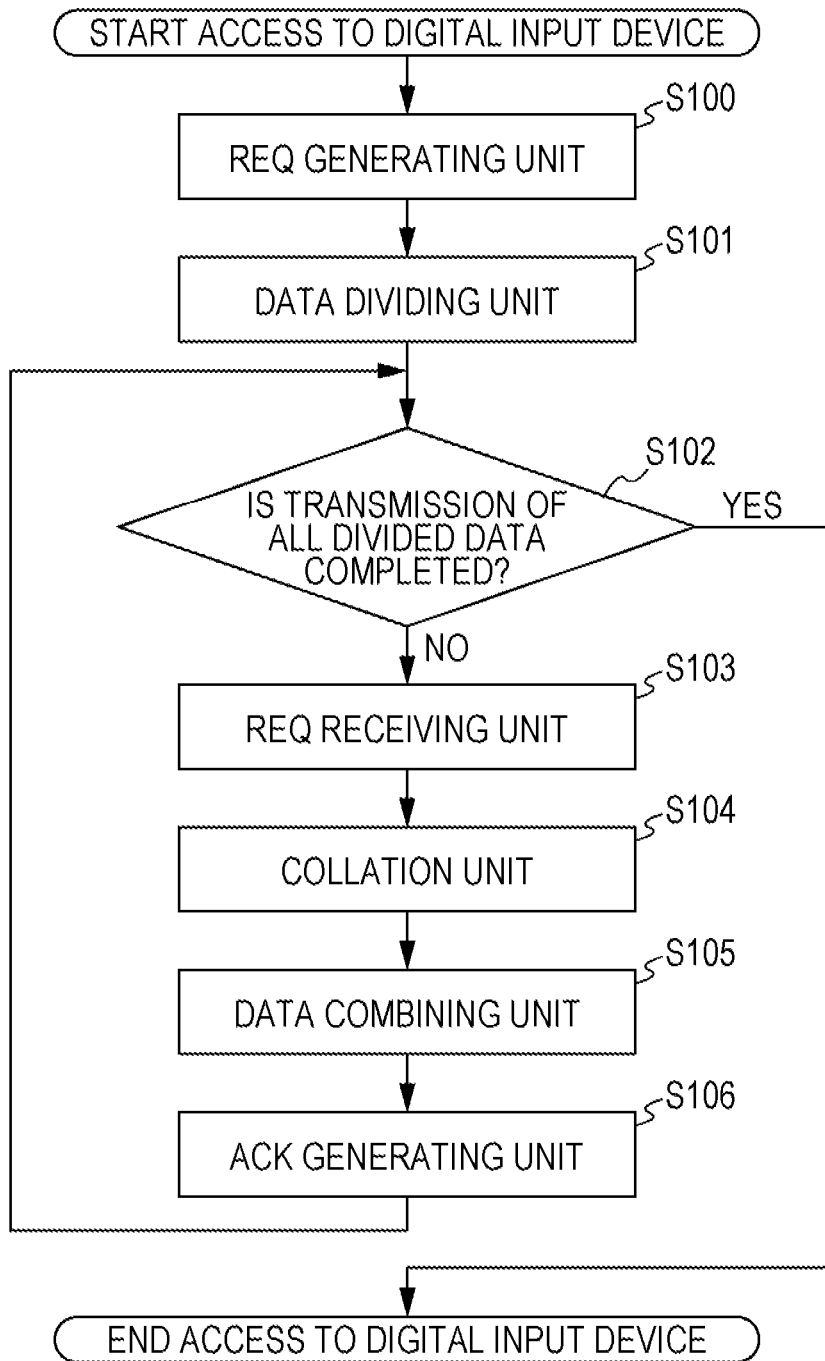 START ACCESS TO DIGITAL INPUT DEVICE
S100
REQ GENERATING UNIT
S101
DATA DIVIDING UNIT
S102
IS TRANSMISSION OF
ALL DIVIDED DATA
COMPLETED?
YES
NO
S103
REQ RECEIVING UNIT
S104
COLLATION UNIT
S105
DATA COMBINING UNIT
S106
ACK GENERATING UNIT
END ACCESS TO DIGITAL INPUT DEVICE